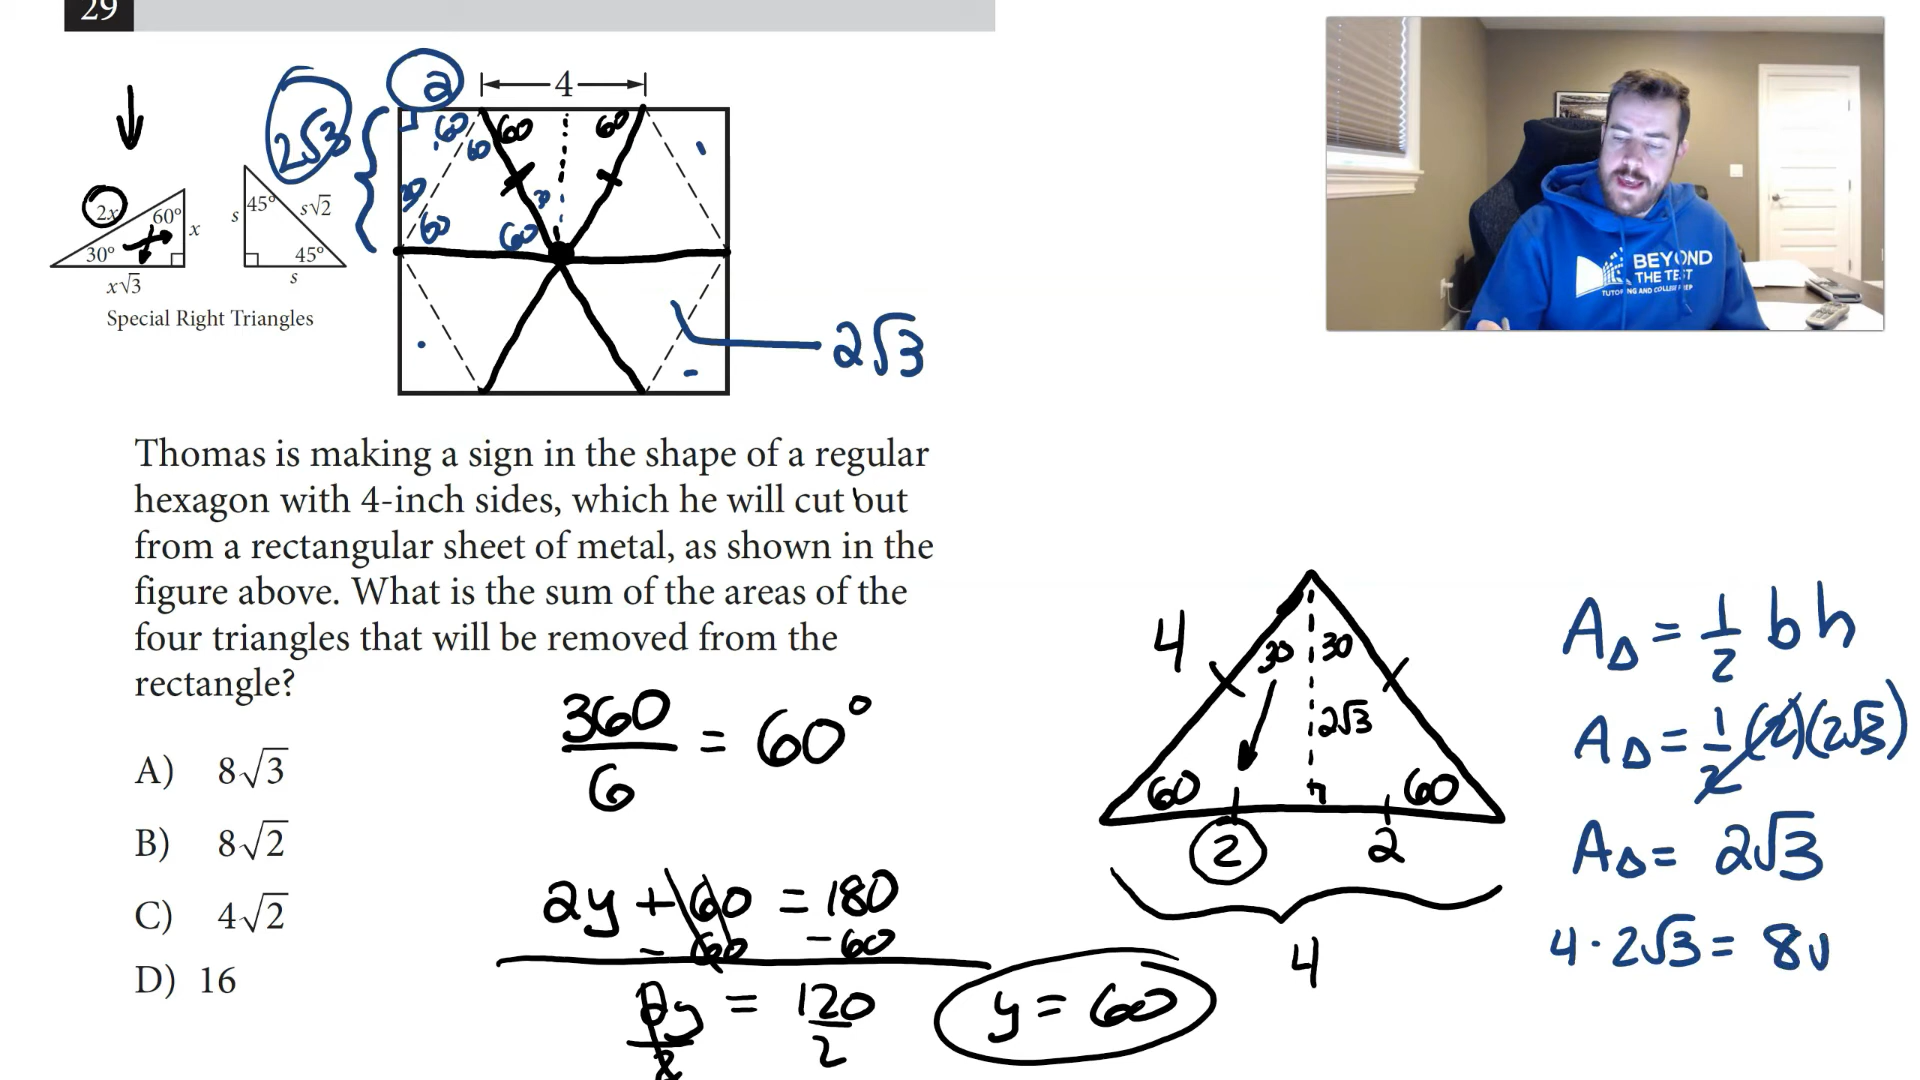 29
2
4
2√3
60
60
60
60
30
30
60
60
2x
60°
x
30°
x√3
45°
s
s√2
45°
s
Special Right Triangles
2√3
BEYOND
THE TEST
TUTORING AND COLLEGE PREP
Thomas is making a sign in the shape of a regular
hexagon with 4-inch sides, which he will cut out
from a rectangular sheet of metal, as shown in the
figure above. What is the sum of the areas of the
four triangles that will be removed from the
rectangle?
A) 8√3
B) 8√2
C) 4√2
D) 16
360
6
= 60°
2y + 60 = 180
- 60 - 60
2y = 120
2 2
y = 60
4
30 30
2√3
60 60
2 2
4
A△ = 1/2 bh
A△ = 1/2 (2)(2√3)
A△ = 2√3
4 · 2√3 = 8√